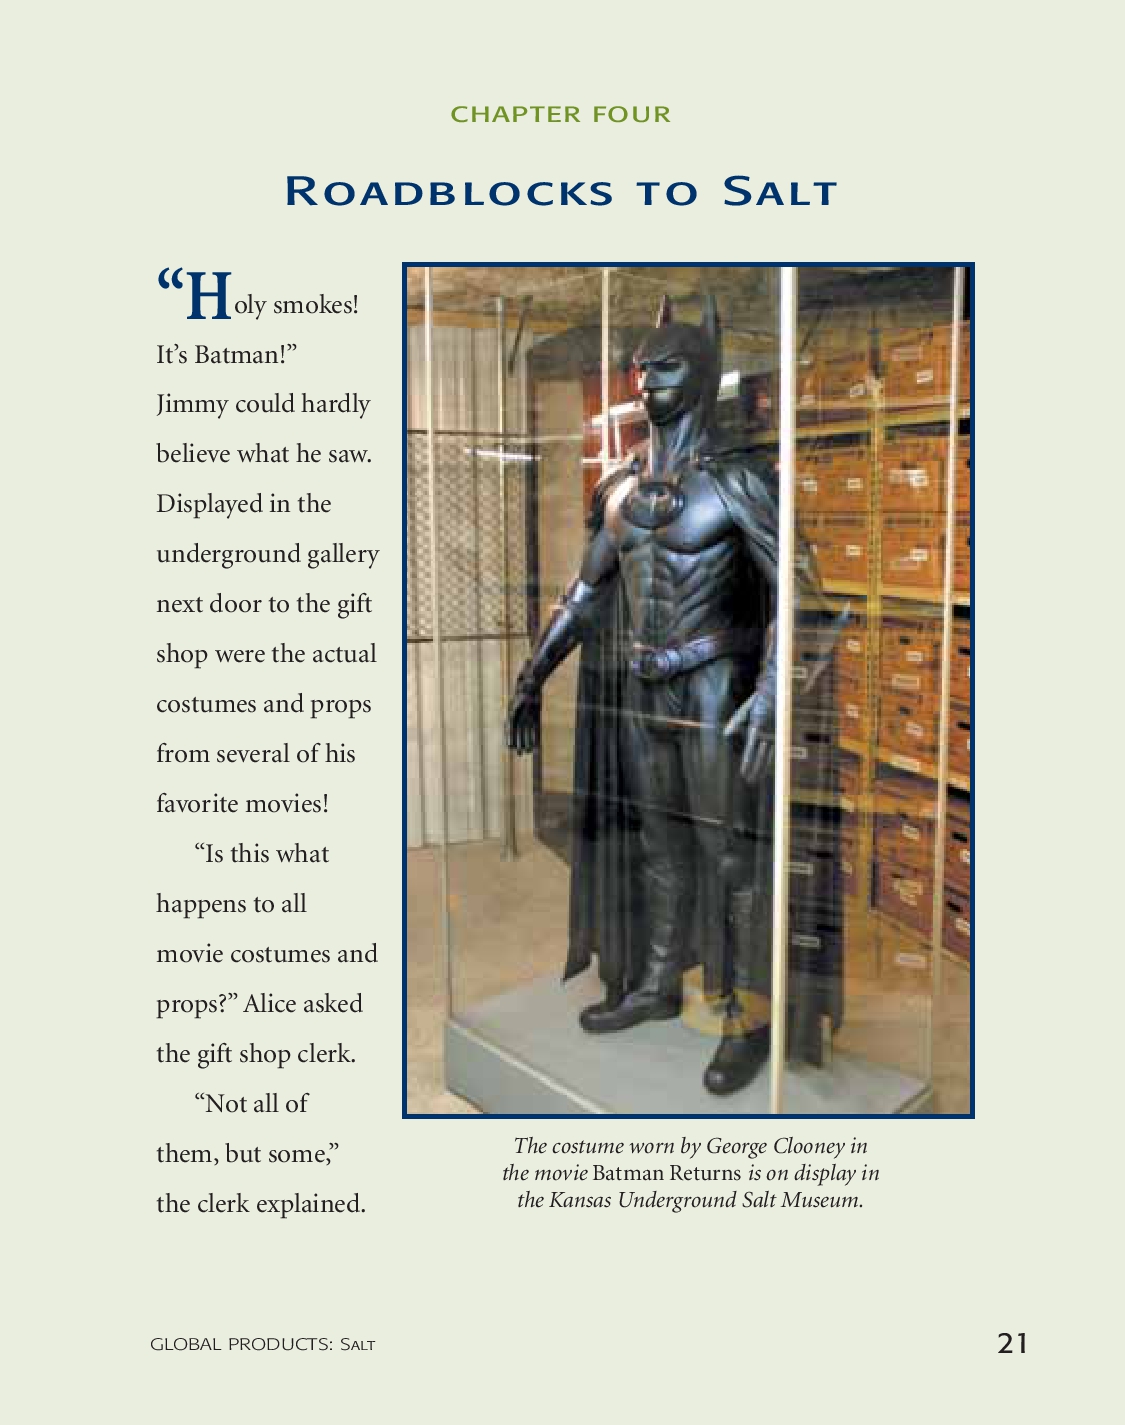 CHAPTER FOUR
ROADBLOCKS TO SALT
“Holy smokes!
It’s Batman!”
Jimmy could hardly
believe what he saw.
Displayed in the
underground gallery
next door to the gift
shop were the actual
costumes and props
from several of his
favorite movies!
“Is this what
happens to all
movie costumes and
props?” Alice asked
the gift shop clerk.
“Not all of
them, but some,”
the clerk explained.
The costume worn by George Clooney in
the movie Batman Returns is on display in
the Kansas Underground Salt Museum.
GLOBAL PRODUCTS: SALT
21